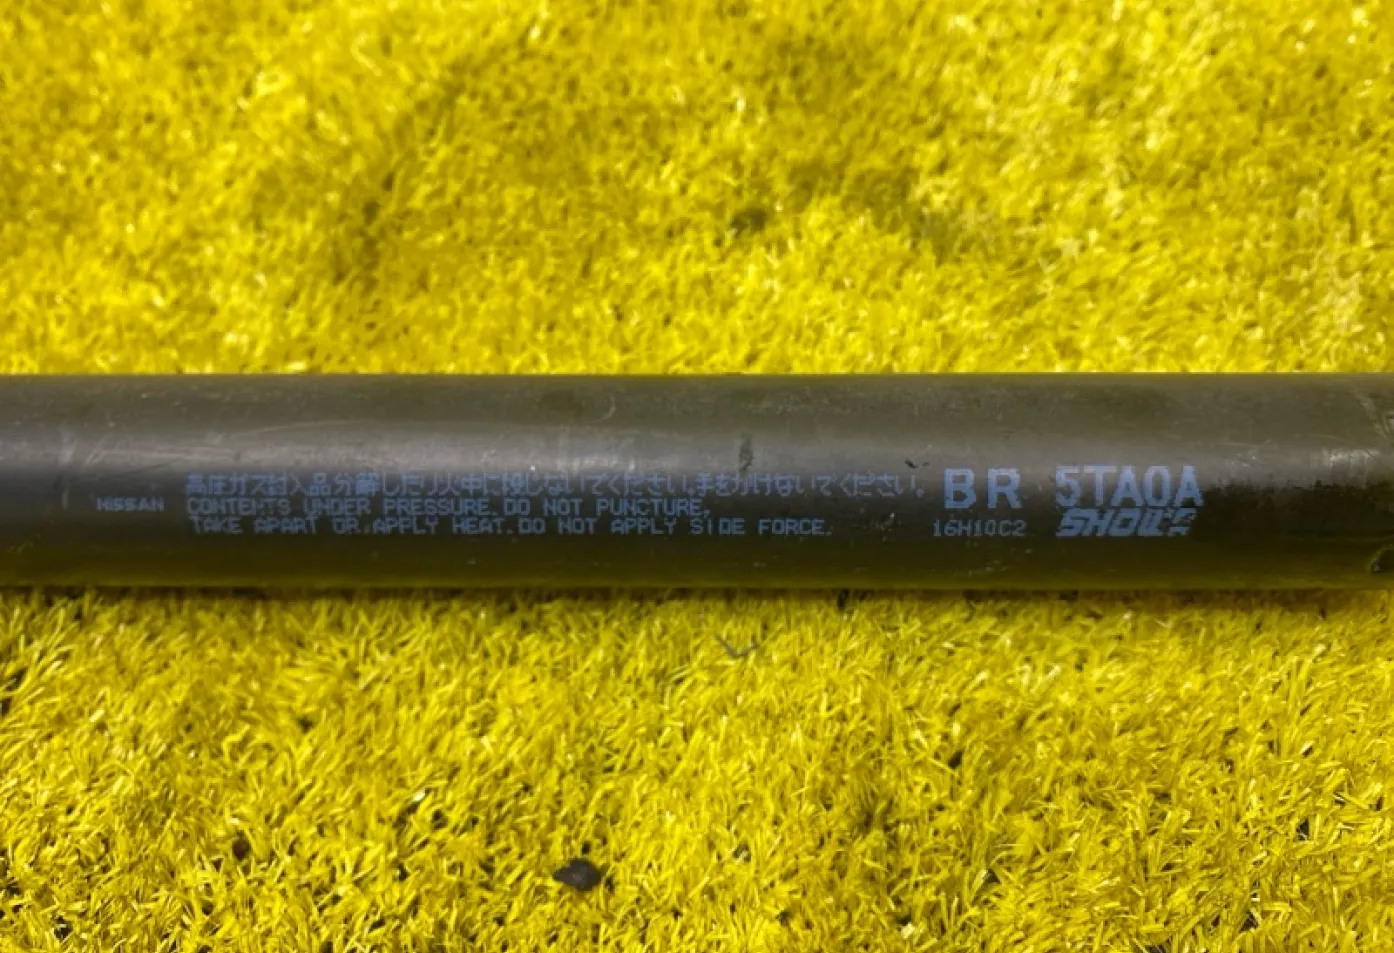 NISSAN
高圧ガス封入品分解したり火中に投じないでください.手をかけないでください.
CONTENTS UNDER PRESSURE.DO NOT PUNCTURE,
TAKE APART OR APPLY HEAT.DO NOT APPLY SIDE FORCE.
BR 5TA0A
16H10C2 SHOWA